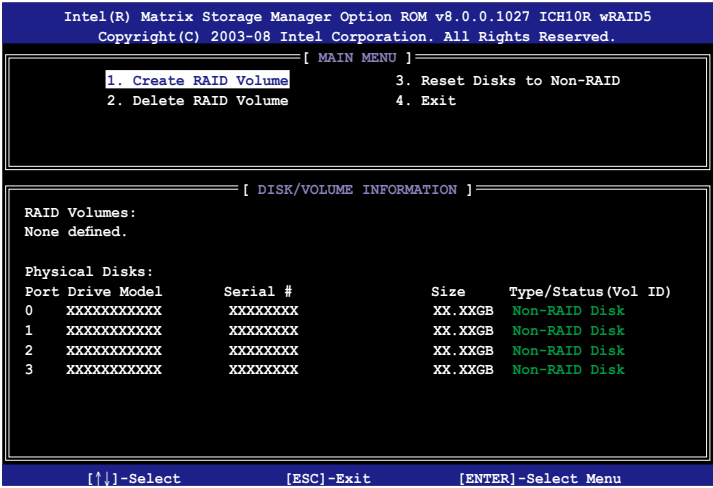 Intel(R) Matrix Storage Manager Option ROM v8.0.0.1027 ICH10R wRAID5
Copyright(C) 2003-08 Intel Corporation. All Rights Reserved.
[ MAIN MENU ]
1. Create RAID Volume 3. Reset Disks to Non-RAID
2. Delete RAID Volume 4. Exit
[ DISK/VOLUME INFORMATION ]
RAID Volumes:
None defined.
Physical Disks:
Port Drive Model Serial # Size Type/Status(Vol ID)
0 XXXXXXXXXXX XXXXXXXX XX.XXGB Non-RAID Disk
1 XXXXXXXXXXX XXXXXXXX XX.XXGB Non-RAID Disk
2 XXXXXXXXXXX XXXXXXXX XX.XXGB Non-RAID Disk
3 XXXXXXXXXXX XXXXXXXX XX.XXGB Non-RAID Disk
[↑↓]-Select [ESC]-Exit [ENTER]-Select Menu